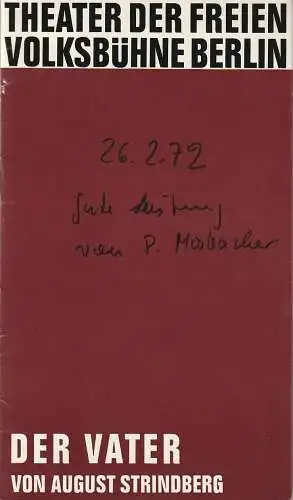 THEATER DER FREIEN
VOLKSBÜHNE BERLIN
26.2.72
gute Leistung
von P. Mosbacher
DER VATER
VON AUGUST STRINDBERG